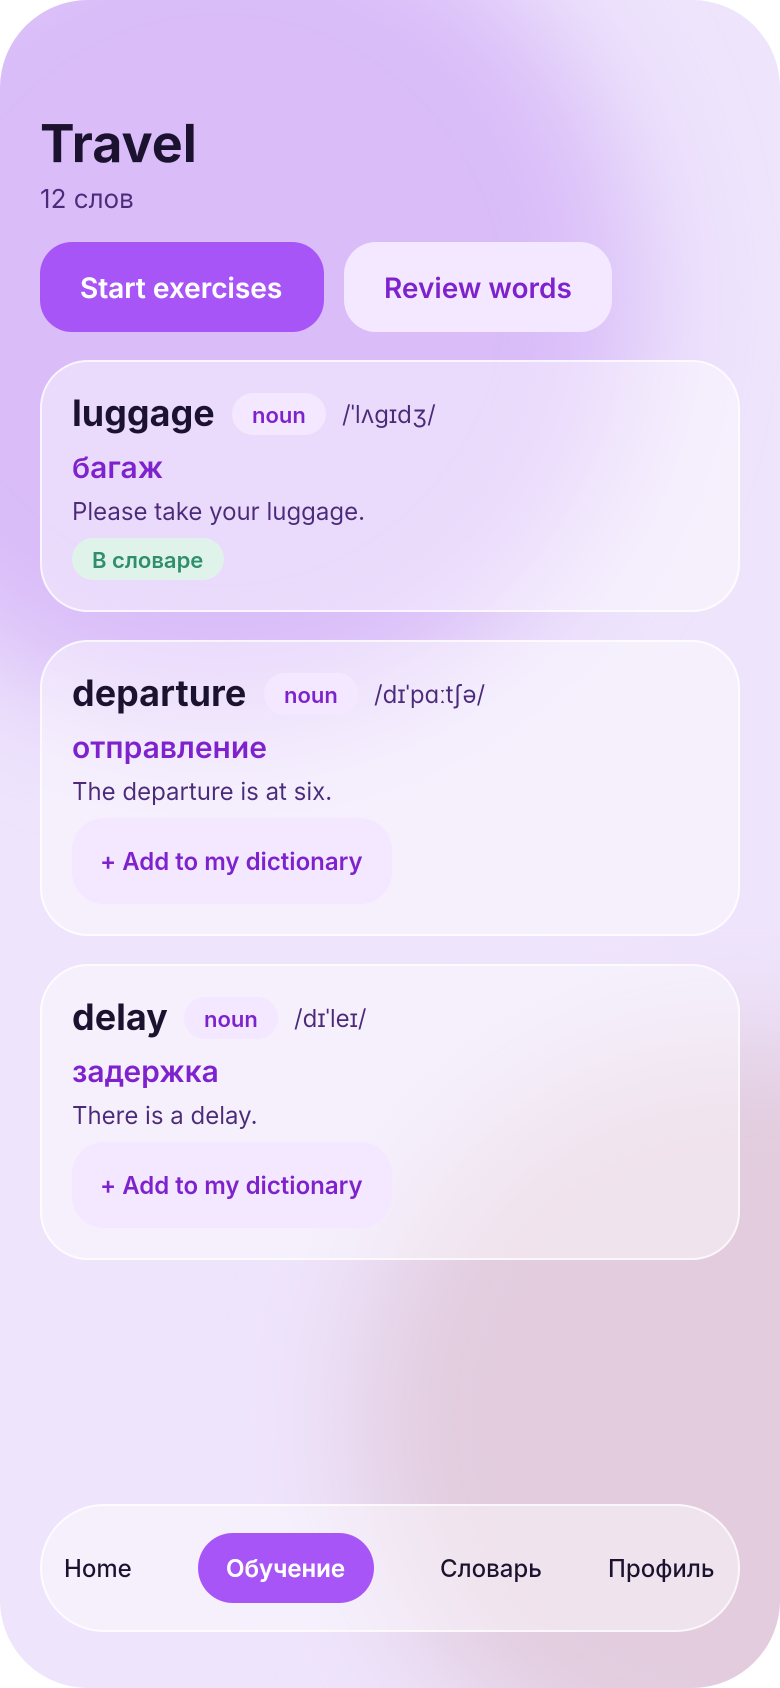 Travel
12 слов
Start exercises Review words
luggage noun /ˈlʌɡɪdʒ/
багаж
Please take your luggage.
В словаре
departure noun /dɪˈpɑːtʃə/
отправление
The departure is at six.
+ Add to my dictionary
delay noun /dɪˈleɪ/
задержка
There is a delay.
+ Add to my dictionary
Home Обучение Словарь Профиль